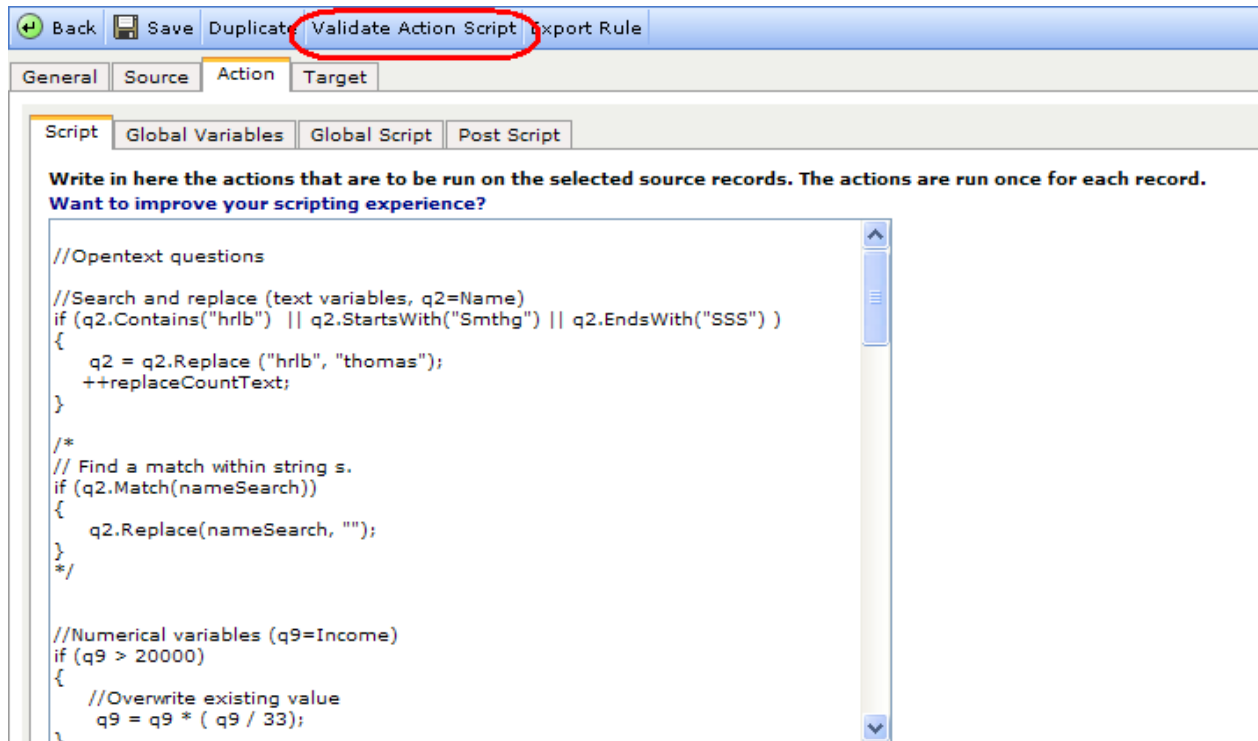 Back Save Duplicate Validate Action Script Export Rule
General Source Action Target
Script Global Variables Global Script Post Script
Write in here the actions that are to be run on the selected source records. The actions are run once for each record.
Want to improve your scripting experience?
//Opentext questions
//Search and replace (text variables, q2=Name)
if (q2.Contains("hrlb")  || q2.StartsWith("Smthg") || q2.EndsWith("SSS") )
{
q2 = q2.Replace ("hrlb", "thomas");
++replaceCountText;
}
/*
// Find a match within string s.
if (q2.Match(nameSearch))
{
q2.Replace(nameSearch, "");
}
*/
//Numerical variables (q9=Income)
if (q9 > 20000)
{
//Overwrite existing value
q9 = q9 * ( q9 / 33);
}